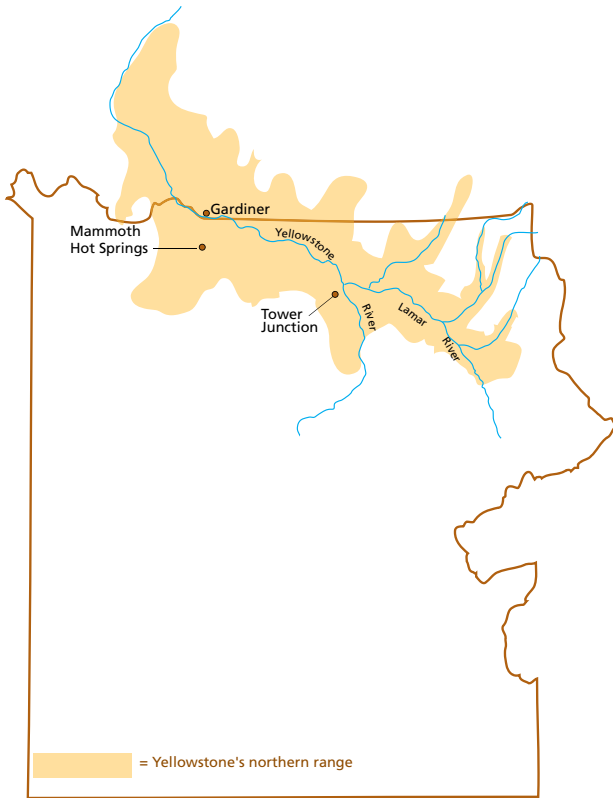 Gardiner
Mammoth
Hot Springs
Yellowstone
River
Tower
Junction
Lamar
River
= Yellowstone's northern range